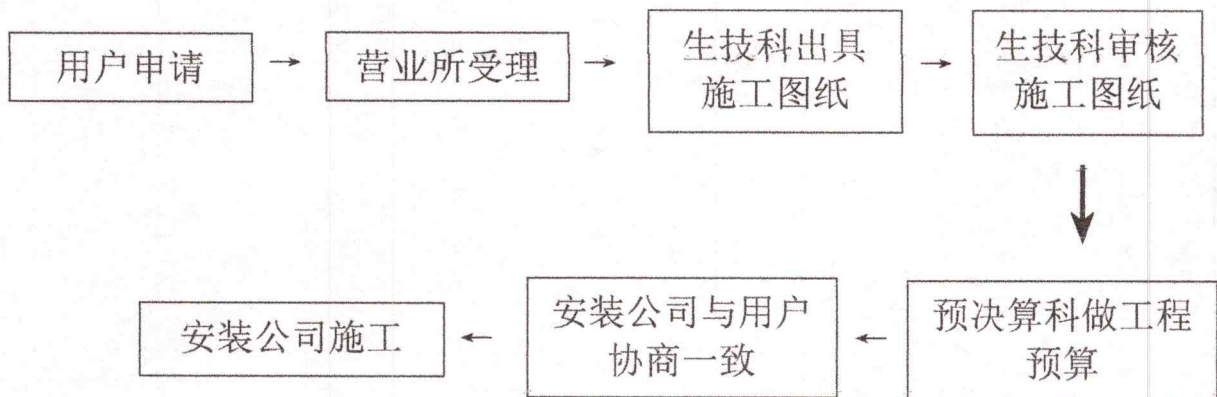 用户申请
营业所受理
生技科出具
施工图纸
生技科审核
施工图纸
预决算科做工程
预算
安装公司与用户
协商一致
安装公司施工